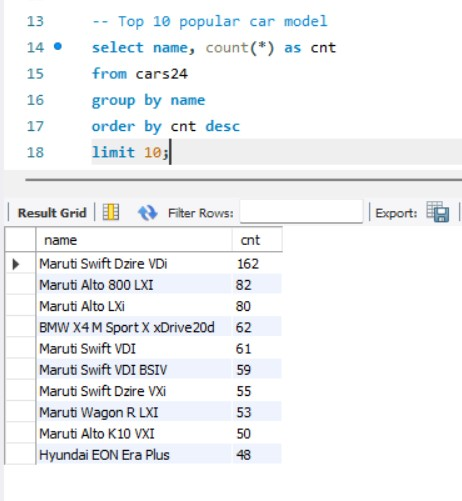 13 -- Top 10 popular car model
14 select name, count(*) as cnt
15 from cars24
16 group by name
17 order by cnt desc
18 limit 10;
Result Grid Filter Rows: Export:
name cnt
Maruti Swift Dzire VDi 162
Maruti Alto 800 LXI 82
Maruti Alto LXi 80
BMW X4 M Sport X xDrive20d 62
Maruti Swift VDI 61
Maruti Swift VDI BSIV 59
Maruti Swift Dzire VXi 55
Maruti Wagon R LXI 53
Maruti Alto K10 VXI 50
Hyundai EON Era Plus 48